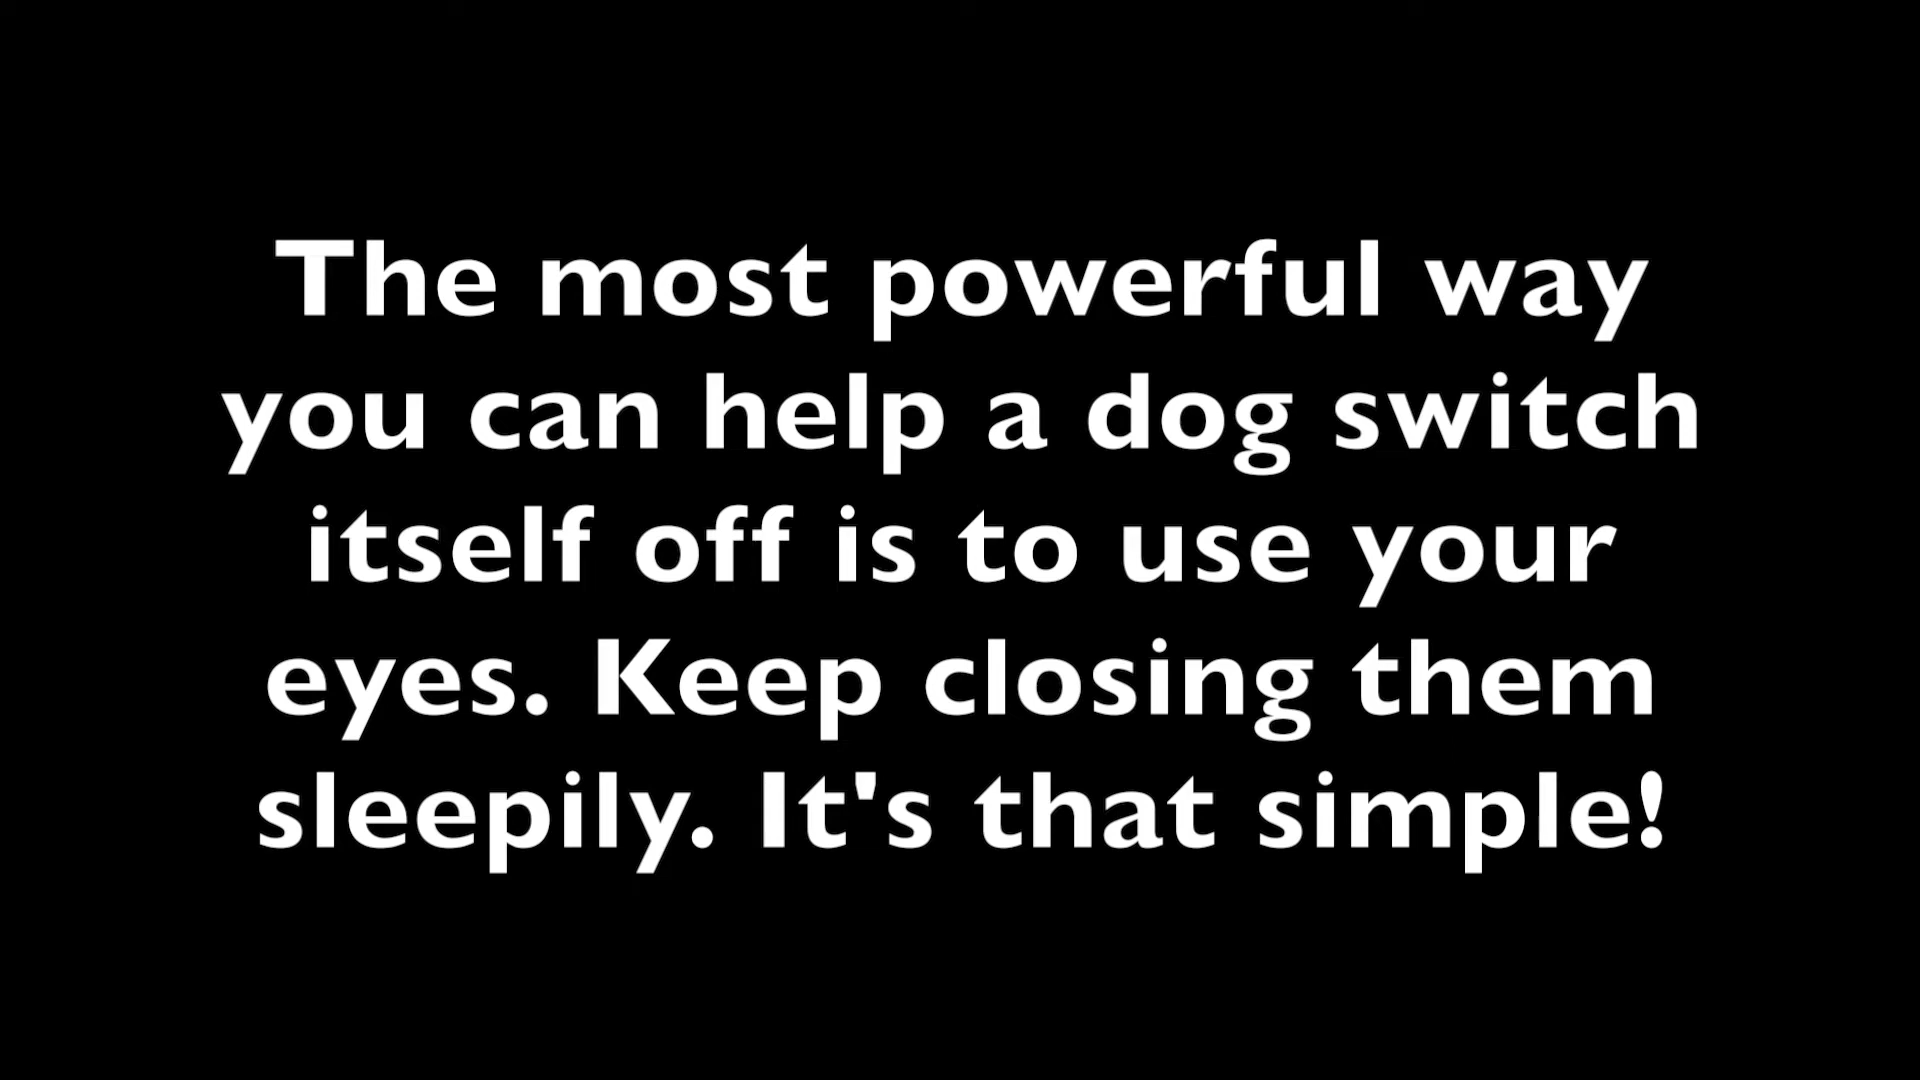 The most powerful way
you can help a dog switch
itself off is to use your
eyes. Keep closing them
sleepily. It's that simple!